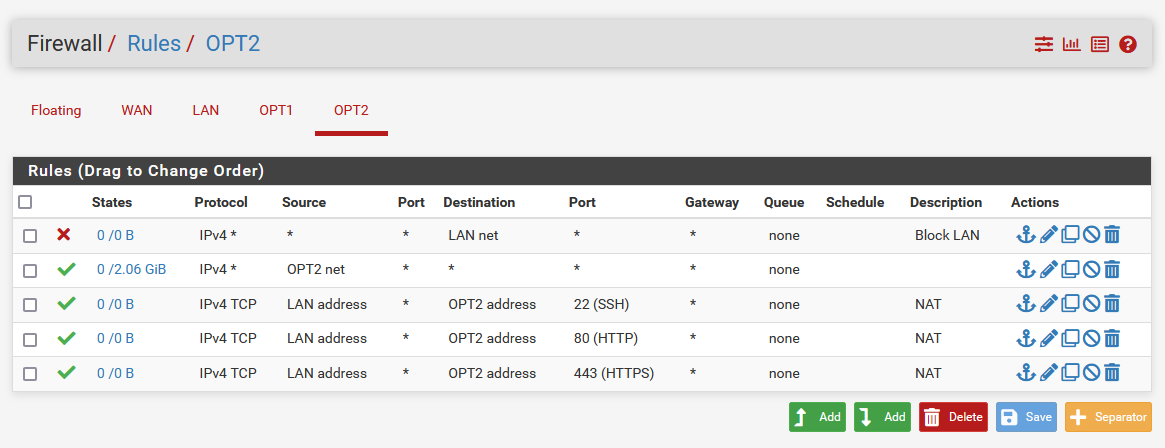 Firewall / Rules / OPT2
Floating WAN LAN OPT1 OPT2
Rules (Drag to Change Order)
States Protocol Source Port Destination Port Gateway Queue Schedule Description Actions
0 /0 B IPv4 * * * LAN net * * none Block LAN
0 /2.06 GiB IPv4 * OPT2 net * * * * none
0 /0 B IPv4 TCP LAN address * OPT2 address 22 (SSH) * none NAT
0 /0 B IPv4 TCP LAN address * OPT2 address 80 (HTTP) * none NAT
0 /0 B IPv4 TCP LAN address * OPT2 address 443 (HTTPS) * none NAT
Add Add Delete Save Separator